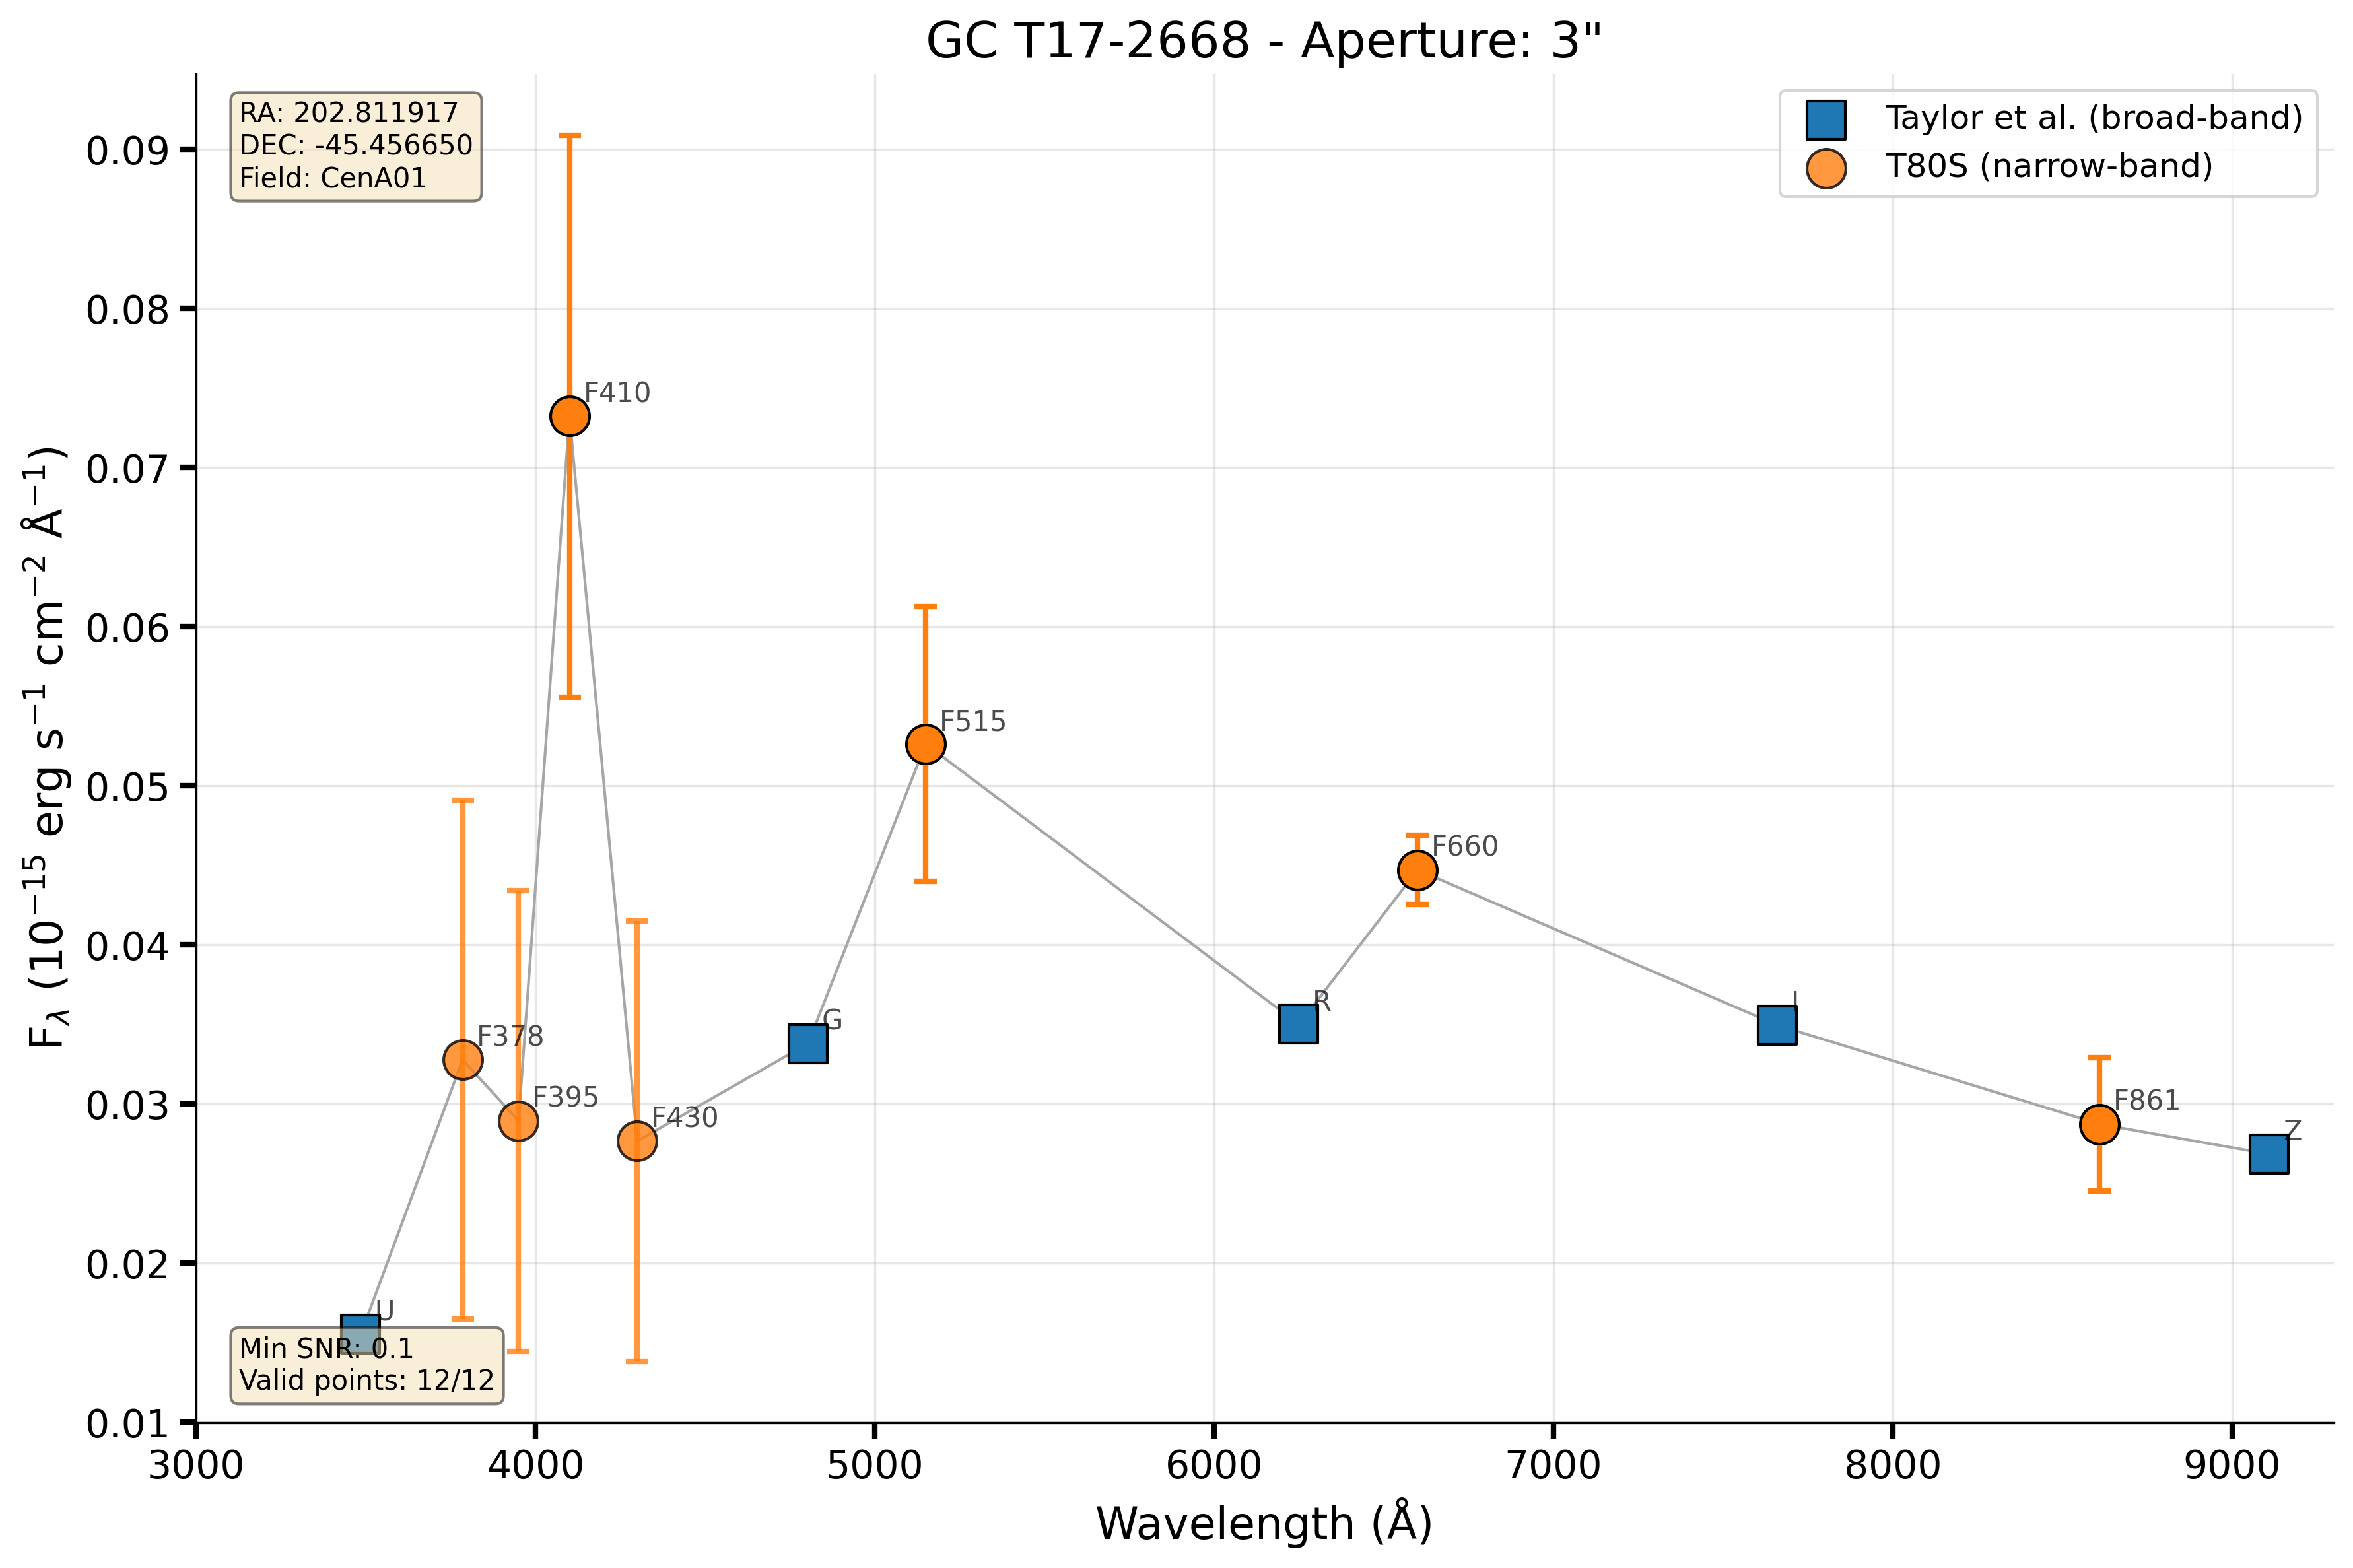 GC T17-2668 - Aperture: 3"
RA: 202.811917
DEC: -45.456650
Field: CenA01
Taylor et al. (broad-band)
T80S (narrow-band)
0.09
0.08
0.07
0.06
0.05
0.04
0.03
0.02
0.01
F_λ (10⁻¹⁵ erg s⁻¹ cm⁻² Å⁻¹)
F410
F515
F660
F378
F395
F430
G
R
I
F861
Z
U
Min SNR: 0.1
Valid points: 12/12
3000 4000 5000 6000 7000 8000 9000
Wavelength (Å)